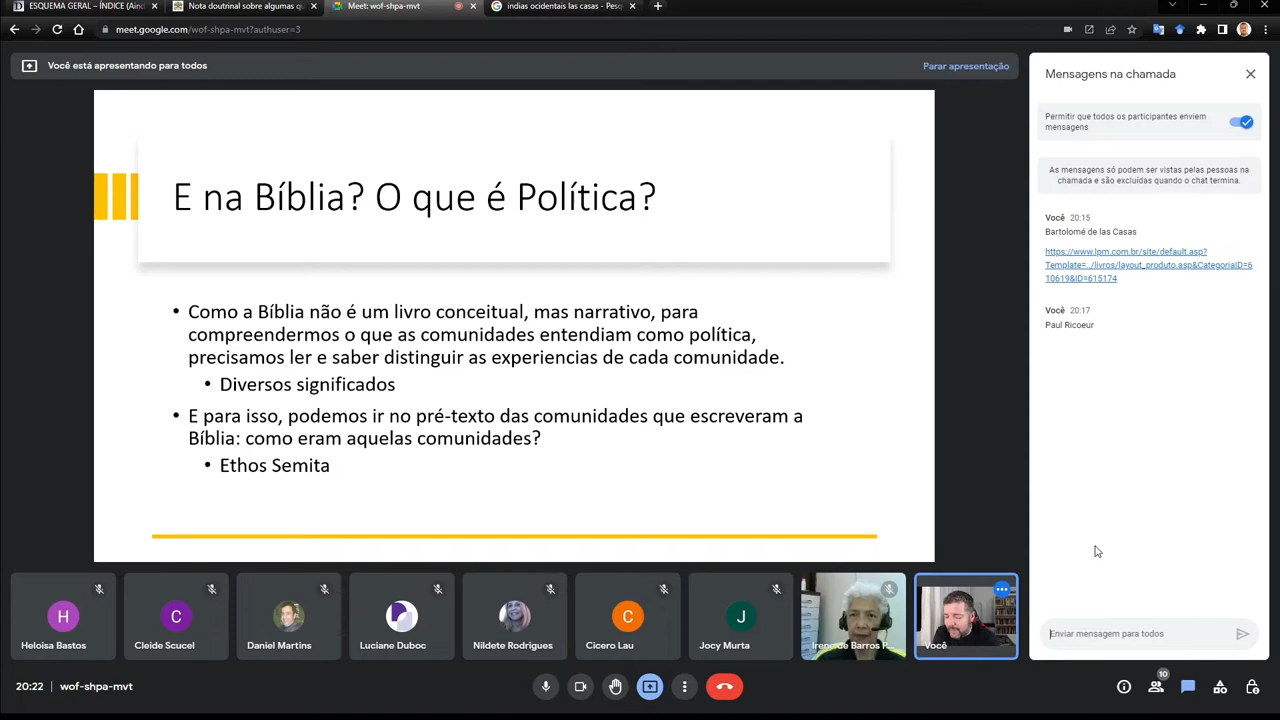 ESQUEMA GERAL – ÍNDICE (Aind
Nota doutrinal sobre algumas qu
Meet: wof-shpa-mvt
indias ocidentais las casas - Pesq
meet.google.com/wof-shpa-mvt?authuser=3
Você está apresentando para todos
Parar apresentação
E na Bíblia? O que é Política?
• Como a Bíblia não é um livro conceitual, mas narrativo, para
compreendermos o que as comunidades entendiam como política,
precisamos ler e saber distinguir as experiencias de cada comunidade.
• Diversos significados
• E para isso, podemos ir no pré-texto das comunidades que escreveram a
Bíblia: como eram aquelas comunidades?
• Ethos Semita
Mensagens na chamada
Permitir que todos os participantes enviem
mensagens
As mensagens só podem ser vistas pelas pessoas na
chamada e são excluídas quando o chat termina.
Você 20:15
Bartolomé de las Casas
https://www.lpm.com.br/site/default.asp?
Template=../livros/layout_produto.asp&CategoriaID=6
10619&ID=615174
Você 20:17
Paul Ricoeur
Enviar mensagem para todos
H
Heloisa Bastos
C
Cleide Scucel
Daniel Martins
Luciane Duboc
Nildete Rodrigues
C
Cicero Lau
J
Jocy Murta
Irene de Barros P...
Você
20:22 | wof-shpa-mvt
10